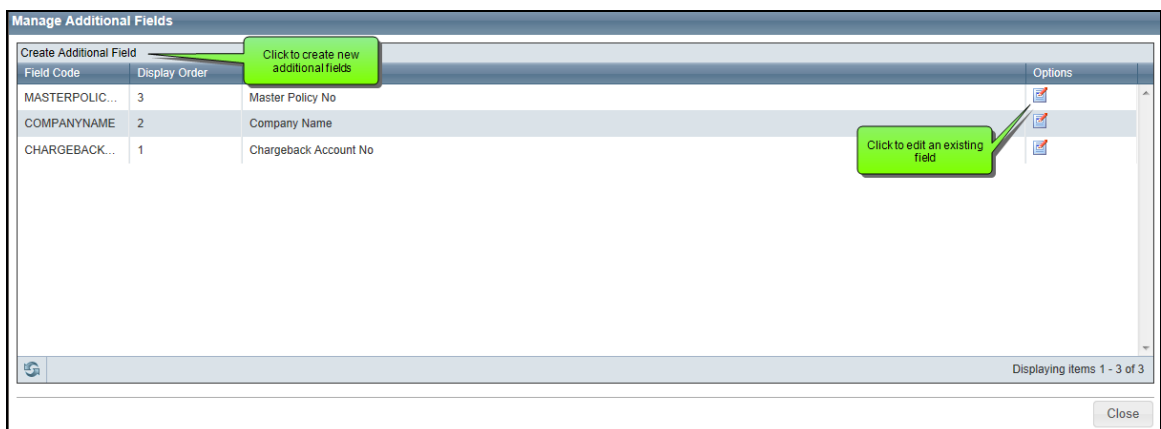 Manage Additional Fields
Create Additional Field
Click to create new
additional fields
Field Code Display Order Options
MASTERPOLIC... 3 Master Policy No
COMPANYNAME 2 Company Name
CHARGEBACK... 1 Chargeback Account No
Click to edit an existing
field
Displaying items 1 - 3 of 3
Close